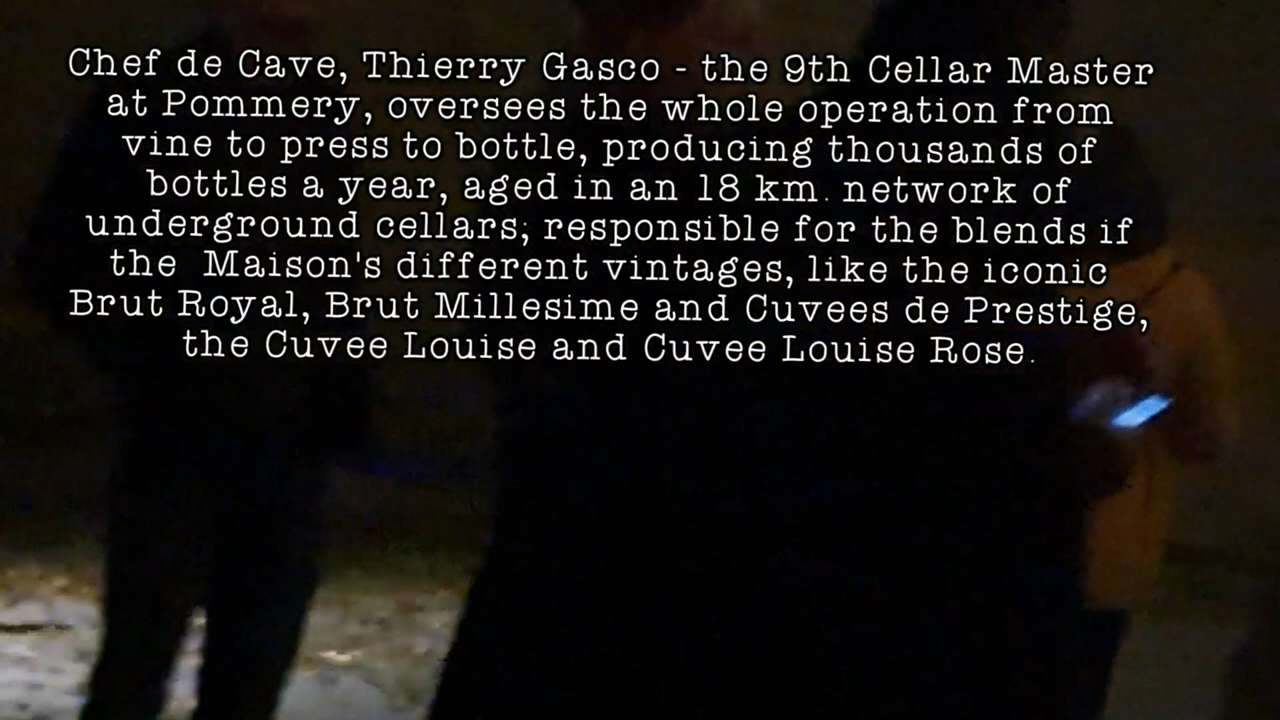 Chef de Cave, Thierry Gasco - the 9th Cellar Master
at Pommery, oversees the whole operation from
vine to press to bottle, producing thousands of
bottles a year, aged in an 18 km. network of
underground cellars; responsible for the blends if
the  Maison's different vintages, like the iconic
Brut Royal, Brut Millesime and Cuvees de Prestige,
the Cuvee Louise and Cuvee Louise Rose.